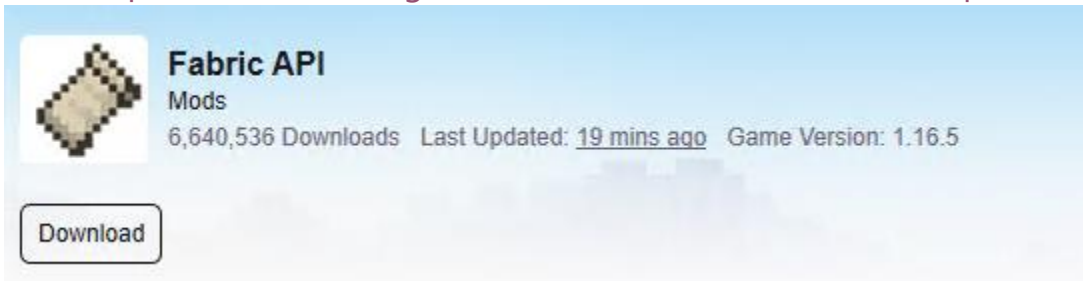 Fabric API
Mods
6,640,536 Downloads Last Updated: 19 mins ago Game Version: 1.16.5
Download